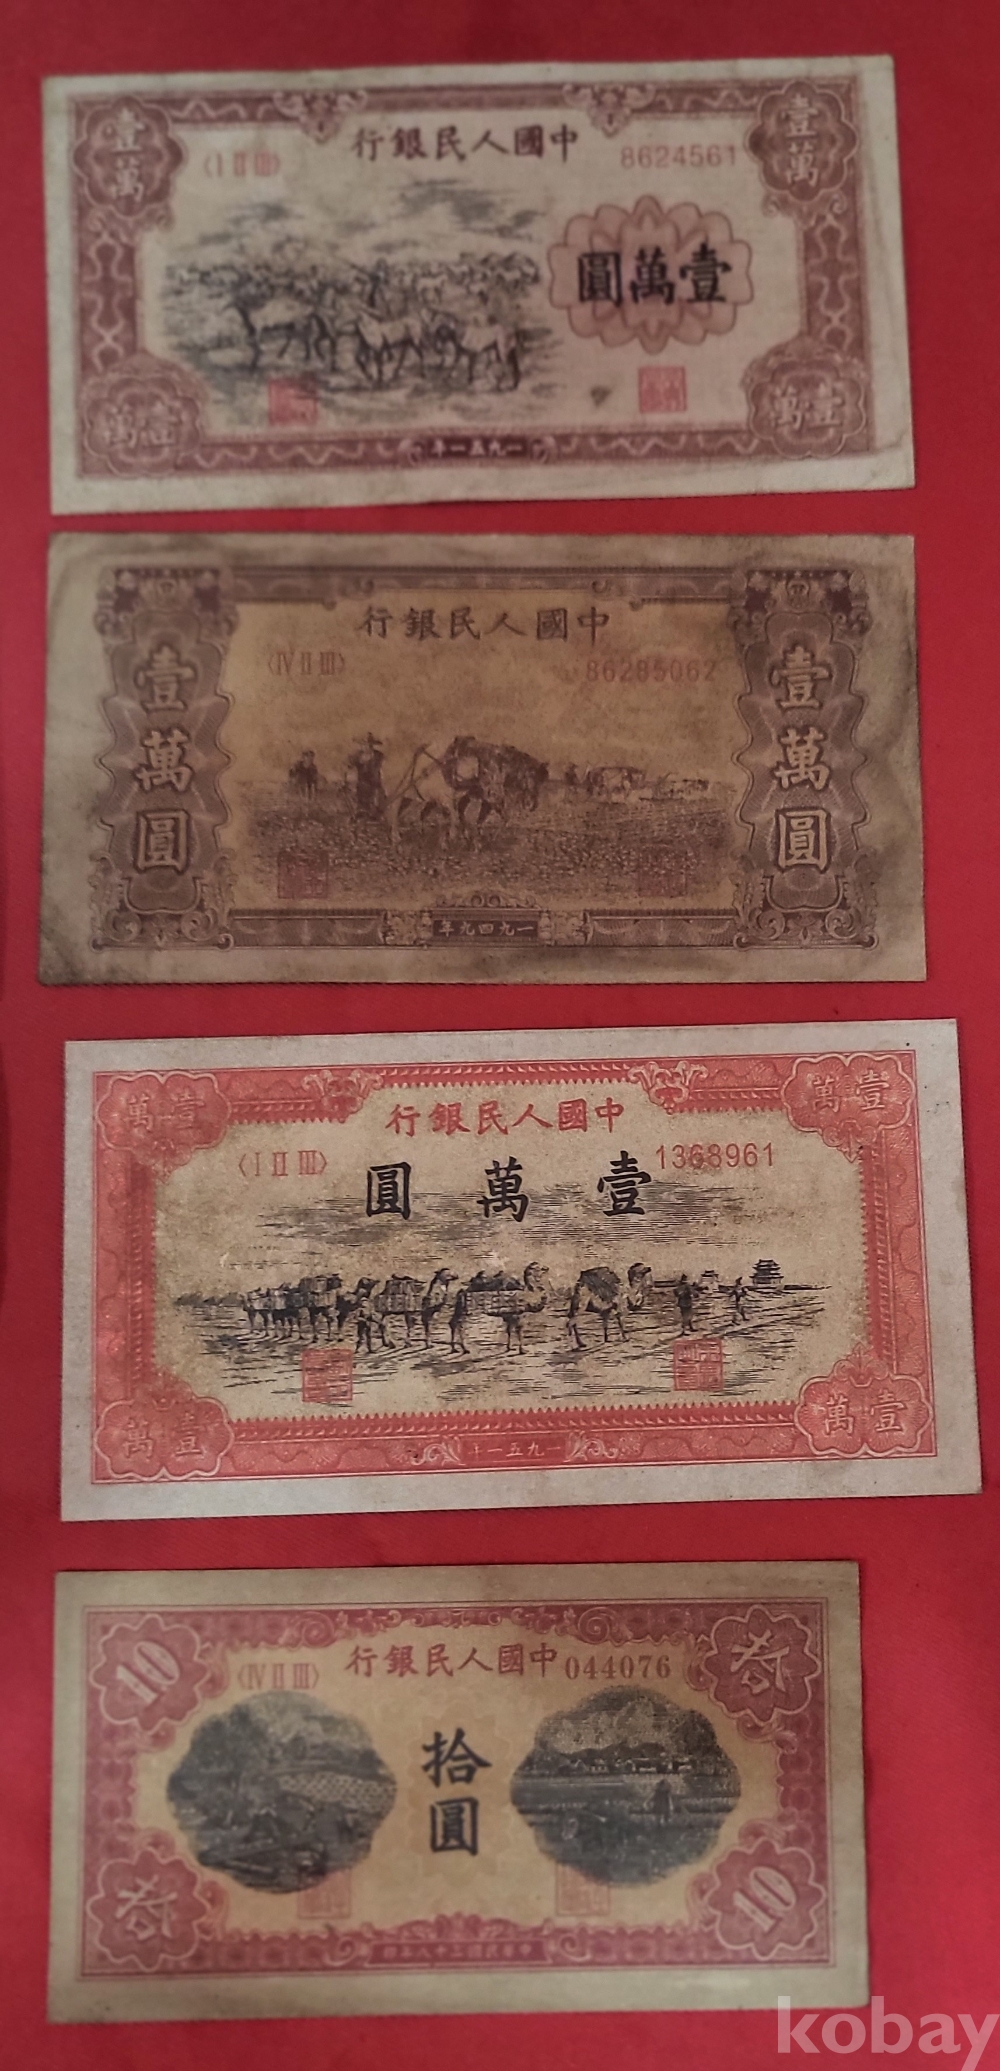 壹萬
壹萬
行銀民人國中
〈I II III〉
8624561
圓萬壹
萬壹
萬壹
年一五九一
行銀民人國中
〈IV II III〉
86285062
壹萬圓
壹萬圓
年九四九一
萬壹
萬壹
行銀民人國中
〈I II III〉
1368961
圓萬壹
萬壹
萬壹
年一五九一
10
行銀民人國中
〈IV II III〉
044076
拾圓
10
kobay